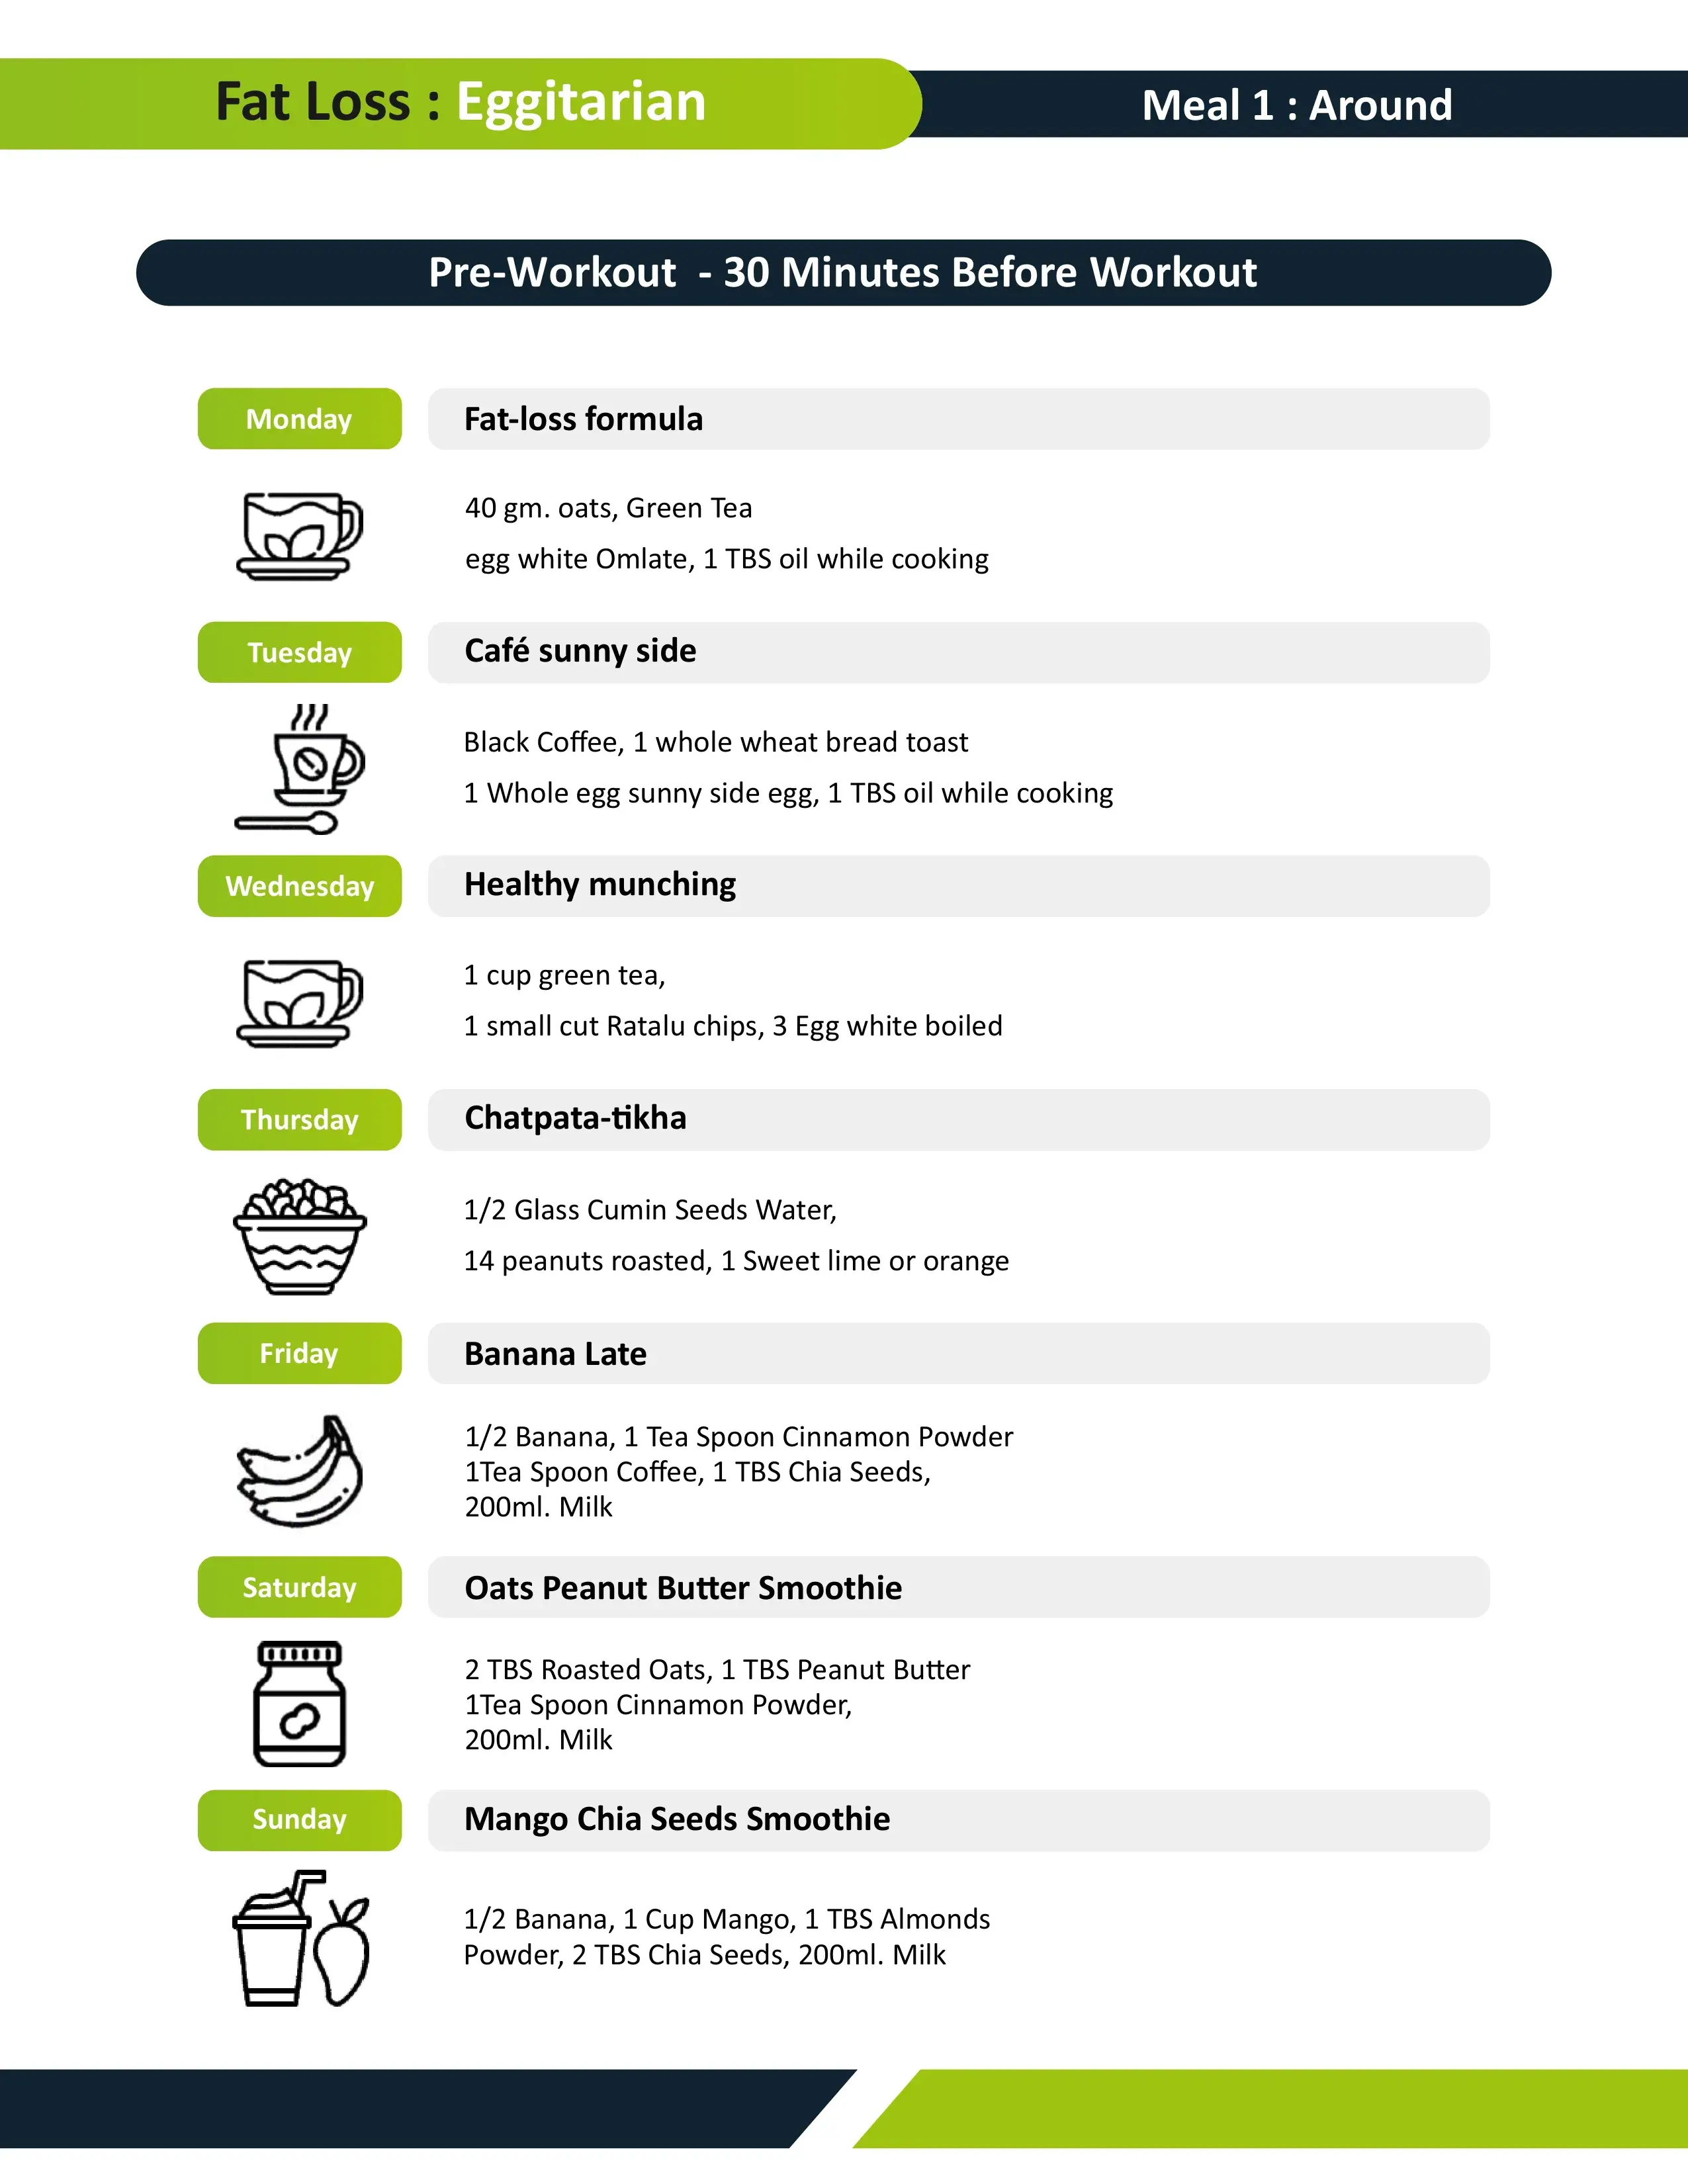 Fat Loss : Eggitarian
Meal 1 : Around
Pre-Workout - 30 Minutes Before Workout
Monday
Fat-loss formula
40 gm. oats, Green Tea
egg white Omlate, 1 TBS oil while cooking
Tuesday
Café sunny side
Black Coffee, 1 whole wheat bread toast
1 Whole egg sunny side egg, 1 TBS oil while cooking
Wednesday
Healthy munching
1 cup green tea,
1 small cut Ratalu chips, 3 Egg white boiled
Thursday
Chatpata-tikha
1/2 Glass Cumin Seeds Water,
14 peanuts roasted, 1 Sweet lime or orange
Friday
Banana Late
1/2 Banana, 1 Tea Spoon Cinnamon Powder
1Tea Spoon Coffee, 1 TBS Chia Seeds,
200ml. Milk
Saturday
Oats Peanut Butter Smoothie
2 TBS Roasted Oats, 1 TBS Peanut Butter
1Tea Spoon Cinnamon Powder,
200ml. Milk
Sunday
Mango Chia Seeds Smoothie
1/2 Banana, 1 Cup Mango, 1 TBS Almonds
Powder, 2 TBS Chia Seeds, 200ml. Milk